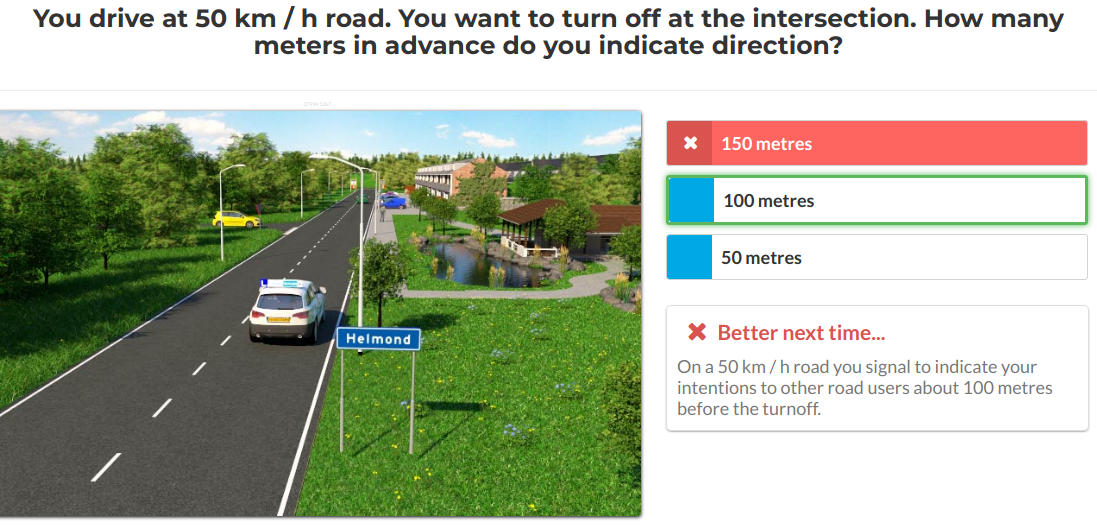 You drive at 50 km / h road. You want to turn off at the intersection. How many
meters in advance do you indicate direction?
150 metres
100 metres
50 metres
L
Helmond
Better next time...
On a 50 km / h road you signal to indicate your
intentions to other road users about 100 metres
before the turnoff.